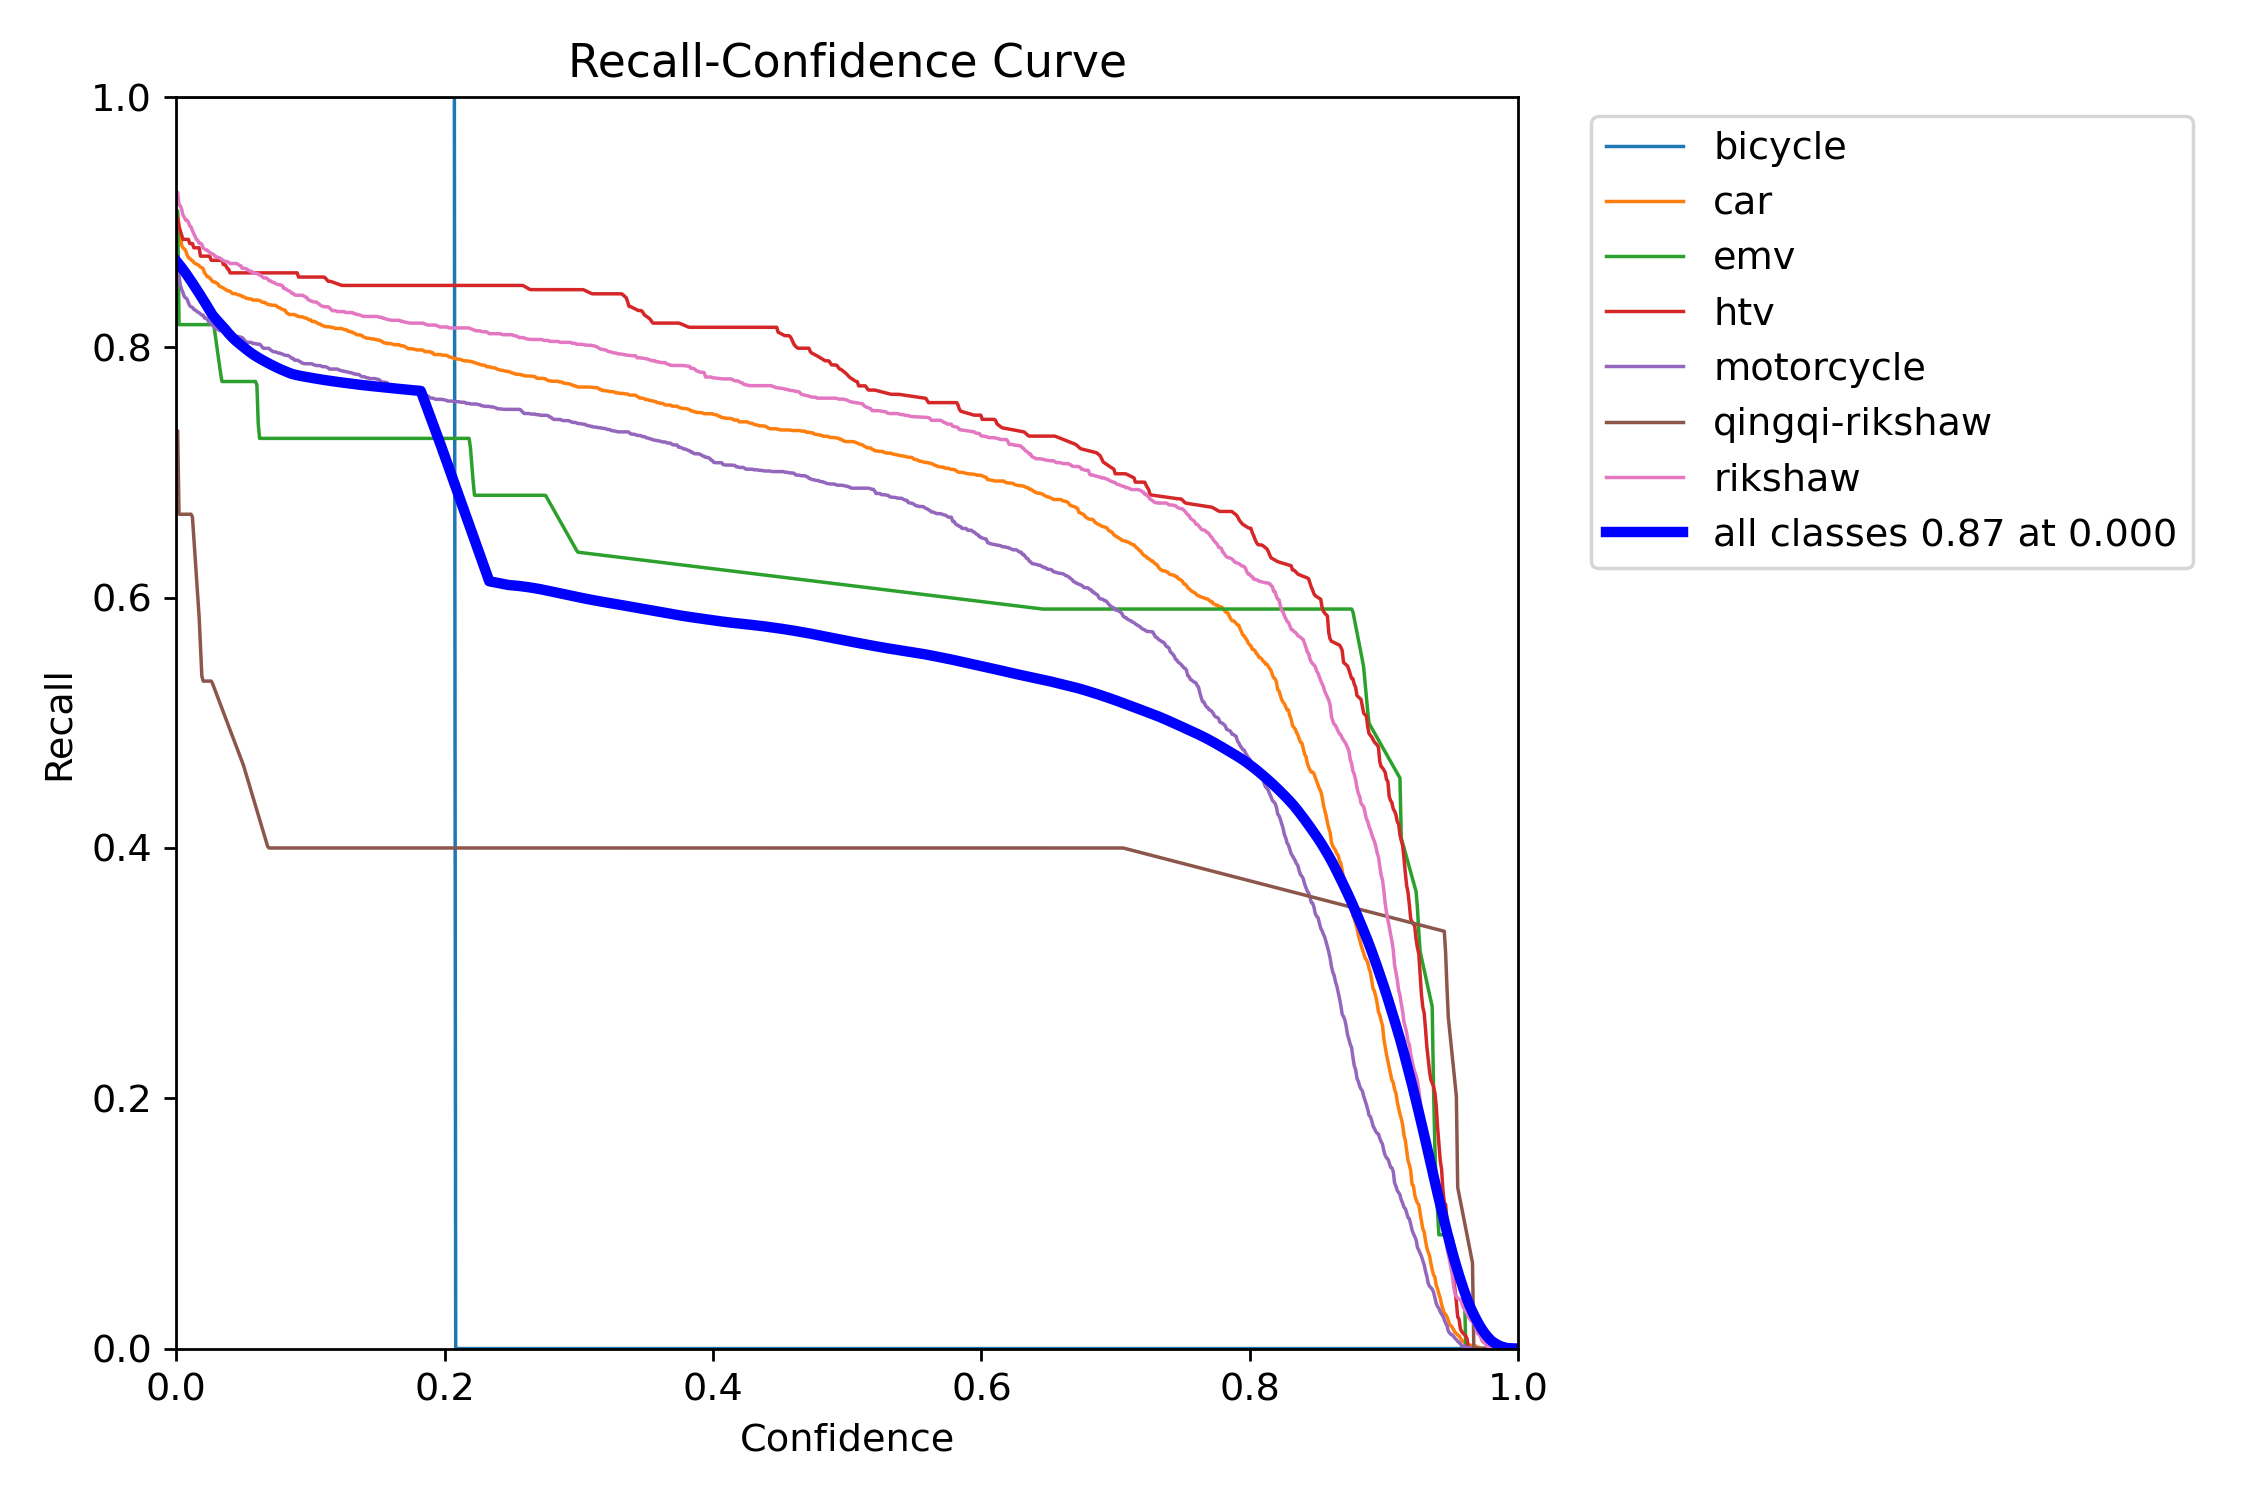 Recall-Confidence Curve
1.0
0.8
0.6
0.4
0.2
0.0
Recall
0.0 0.2 0.4 0.6 0.8 1.0
Confidence
bicycle
car
emv
htv
motorcycle
qingqi-rikshaw
rikshaw
all classes 0.87 at 0.000